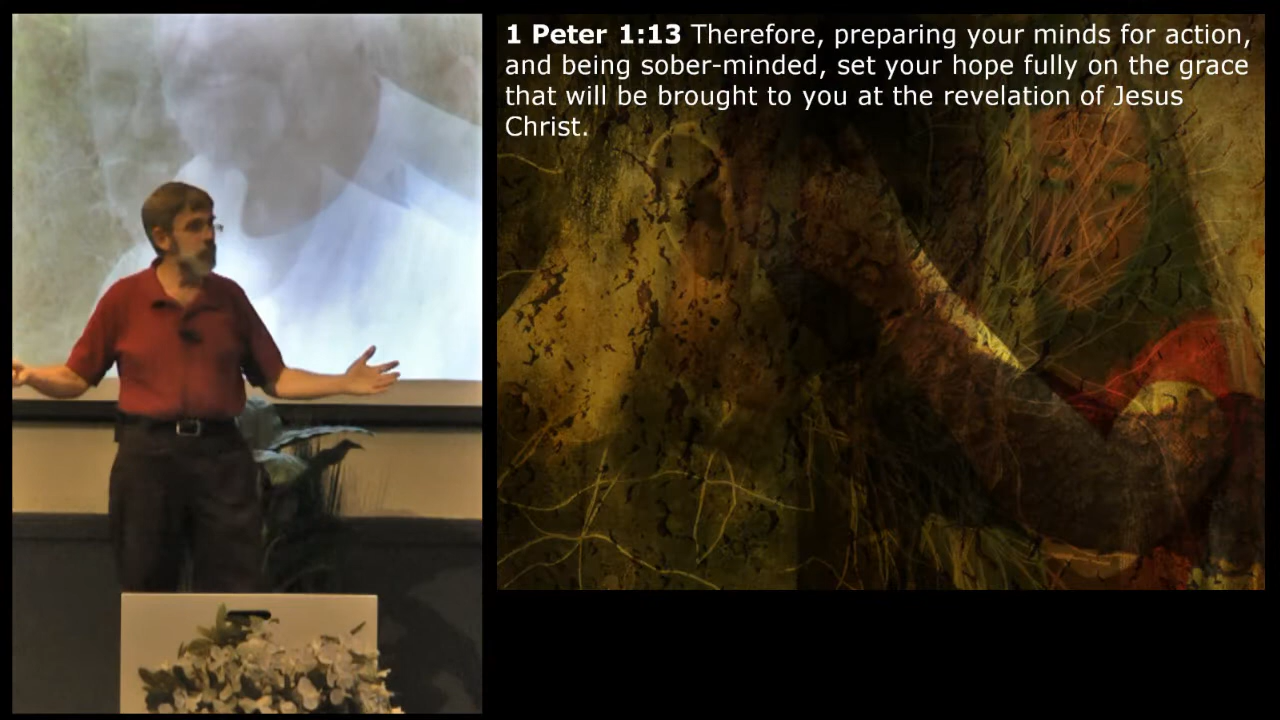 1 Peter 1:13 Therefore, preparing your minds for action,
and being sober-minded, set your hope fully on the grace
that will be brought to you at the revelation of Jesus
Christ.